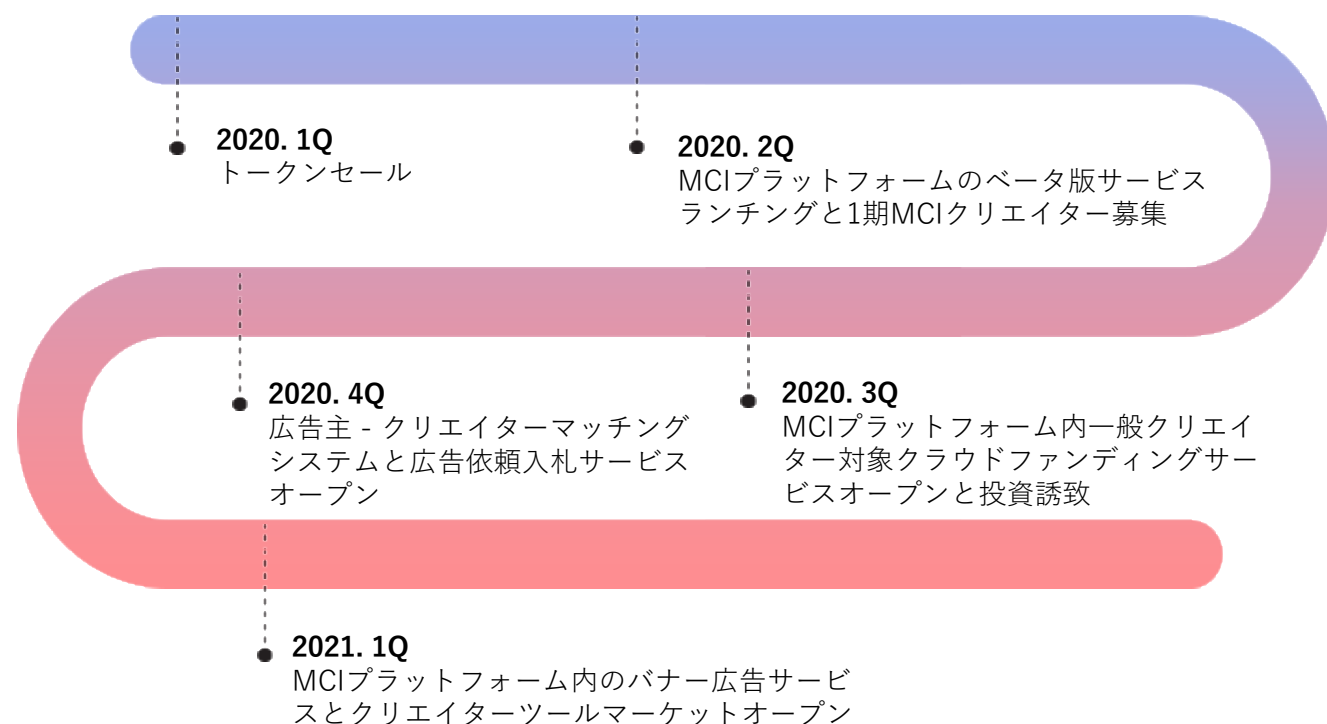 2020. 1Q
トークンセール
2020. 2Q
MCIプラットフォームのベータ版サービス
ランチングと1期MCIクリエイター募集
2020. 3Q
MCIプラットフォーム内一般クリエイ
ター対象クラウドファンディングサー
ビスオープンと投資誘致
2020. 4Q
広告主 - クリエイターマッチング
システムと広告依頼入札サービス
オープン
2021. 1Q
MCIプラットフォーム内のバナー広告サービ
スとクリエイターツールマーケットオープン